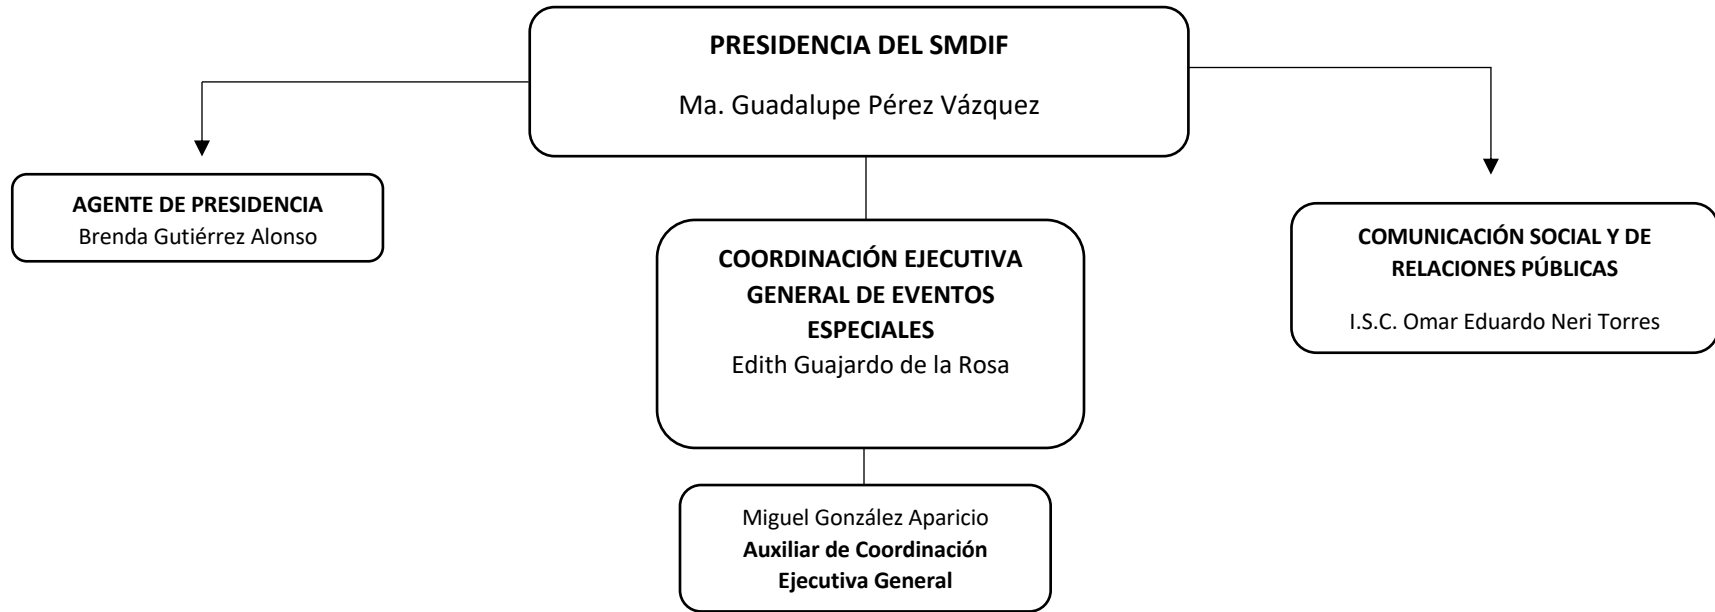 PRESIDENCIA DEL SMDIF
Ma. Guadalupe Pérez Vázquez
AGENTE DE PRESIDENCIA
Brenda Gutiérrez Alonso
COORDINACIÓN EJECUTIVA
GENERAL DE EVENTOS
ESPECIALES
Edith Guajardo de la Rosa
COMUNICACIÓN SOCIAL Y DE
RELACIONES PÚBLICAS
I.S.C. Omar Eduardo Neri Torres
Miguel González Aparicio
Auxiliar de Coordinación
Ejecutiva General